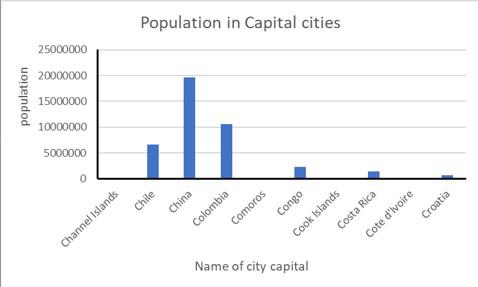 Population in Capital cities
population
25000000
20000000
15000000
10000000
5000000
0
Channel Islands
Chile
China
Colombia
Comoros
Congo
Cook Islands
Costa Rica
Cote d'Ivoire
Croatia
Name of city capital